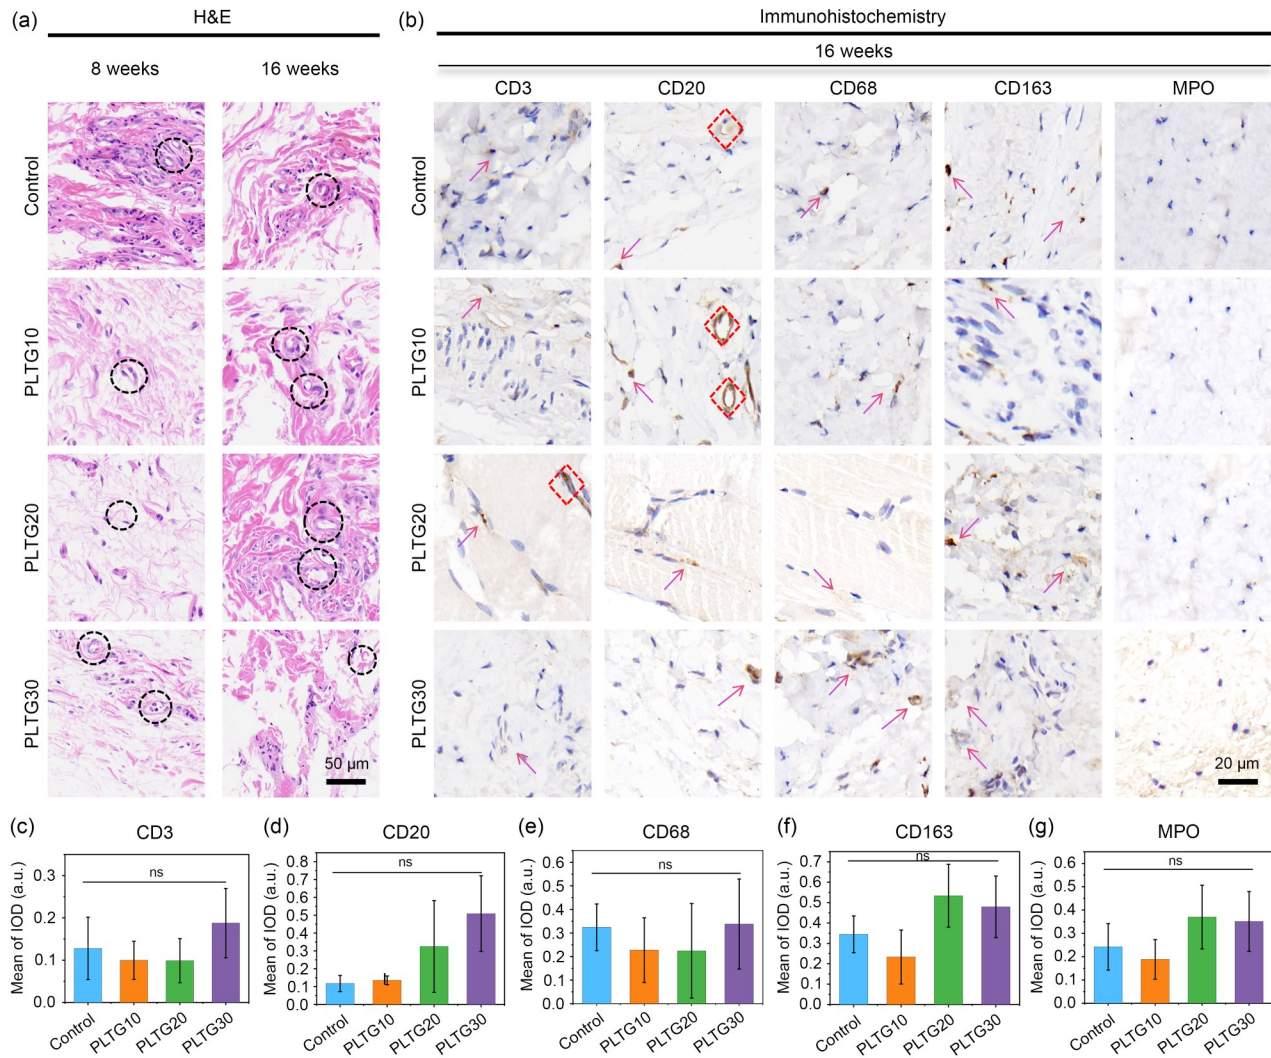 (a)
H&E
8 weeks
16 weeks
Control
PLTG10
PLTG20
PLTG30
50 μm
(b)
Immunohistochemistry
16 weeks
CD3
CD20
CD68
CD163
MPO
20 μm
(c)
CD3
Mean of IOD (a.u.)
0.3
0.2
0.1
0.0
ns
Control
PLTG10
PLTG20
PLTG30
(d)
CD20
Mean of IOD (a.u.)
0.8
0.7
0.6
0.5
0.4
0.3
0.2
0.1
0.0
ns
Control
PLTG10
PLTG20
PLTG30
(e)
CD68
Mean of IOD (a.u.)
0.6
0.5
0.4
0.3
0.2
0.1
0.0
ns
Control
PLTG10
PLTG20
PLTG30
(f)
CD163
Mean of IOD (a.u.)
0.7
0.6
0.5
0.4
0.3
0.2
0.1
0.0
ns
Control
PLTG10
PLTG20
PLTG30
(g)
MPO
Mean of IOD (a.u.)
0.6
0.5
0.4
0.3
0.2
0.1
0.0
ns
Control
PLTG10
PLTG20
PLTG30